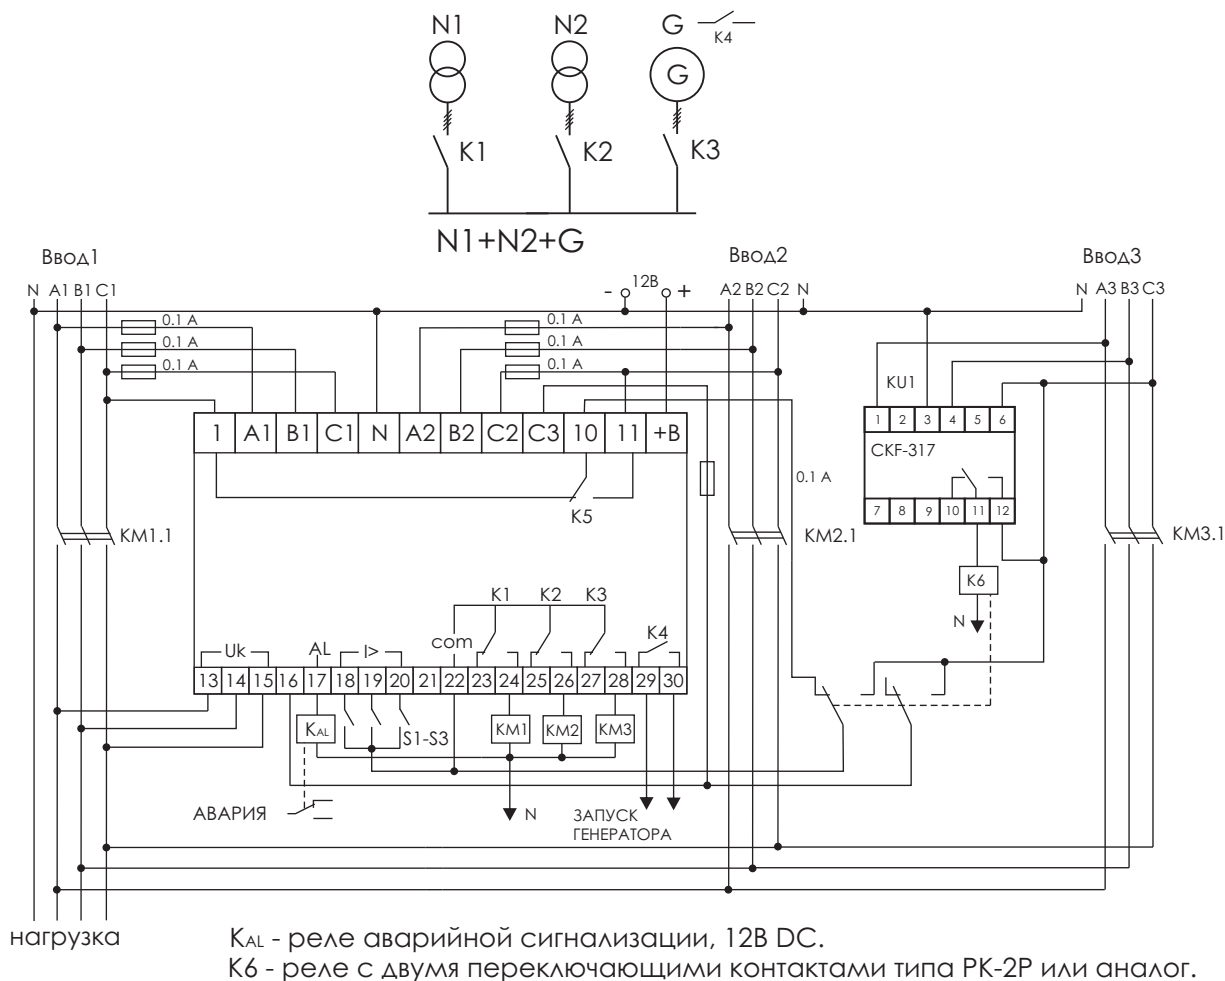 N1 N2 G
K4
G
K1 K2 K3
N1+N2+G
Ввод1 Ввод2 Ввод3
N A1 B1 C1 - 12В + A2 B2 C2 N N A3 B3 C3
0.1 A 0.1 A
0.1 A 0.1 A
0.1 A 0.1 A
KU1
1 A1 B1 C1 N A2 B2 C2 C3 10 11 +B
1 2 3 4 5 6
CKF-317
0.1 A
K5
7 8 9 10 11 12
KM1.1 KM2.1 KM3.1
K6
N
K1 K2 K3
Uk AL I> com K4
13 14 15 16 17 18 19 20 21 22 23 24 25 26 27 28 29 30
KAL S1-S3 KM1 KM2 KM3
АВАРИЯ N ЗАПУСК
ГЕНЕРАТОРА
нагрузка
KAL - реле аварийной сигнализации, 12В DC.
К6 - реле с двумя переключающими контактами типа РК-2Р или аналог.